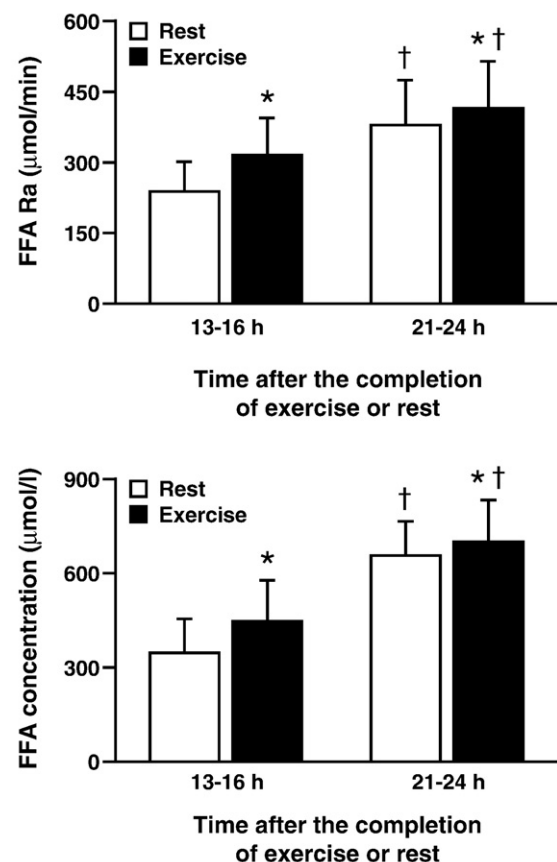 FFA Ra (μmol/min)
600
450
300
150
0
Rest
Exercise
*
†
* †
13-16 h
21-24 h
Time after the completion
of exercise or rest
FFA concentration (μmol/l)
900
600
300
0
Rest
Exercise
*
†
* †
13-16 h
21-24 h
Time after the completion
of exercise or rest